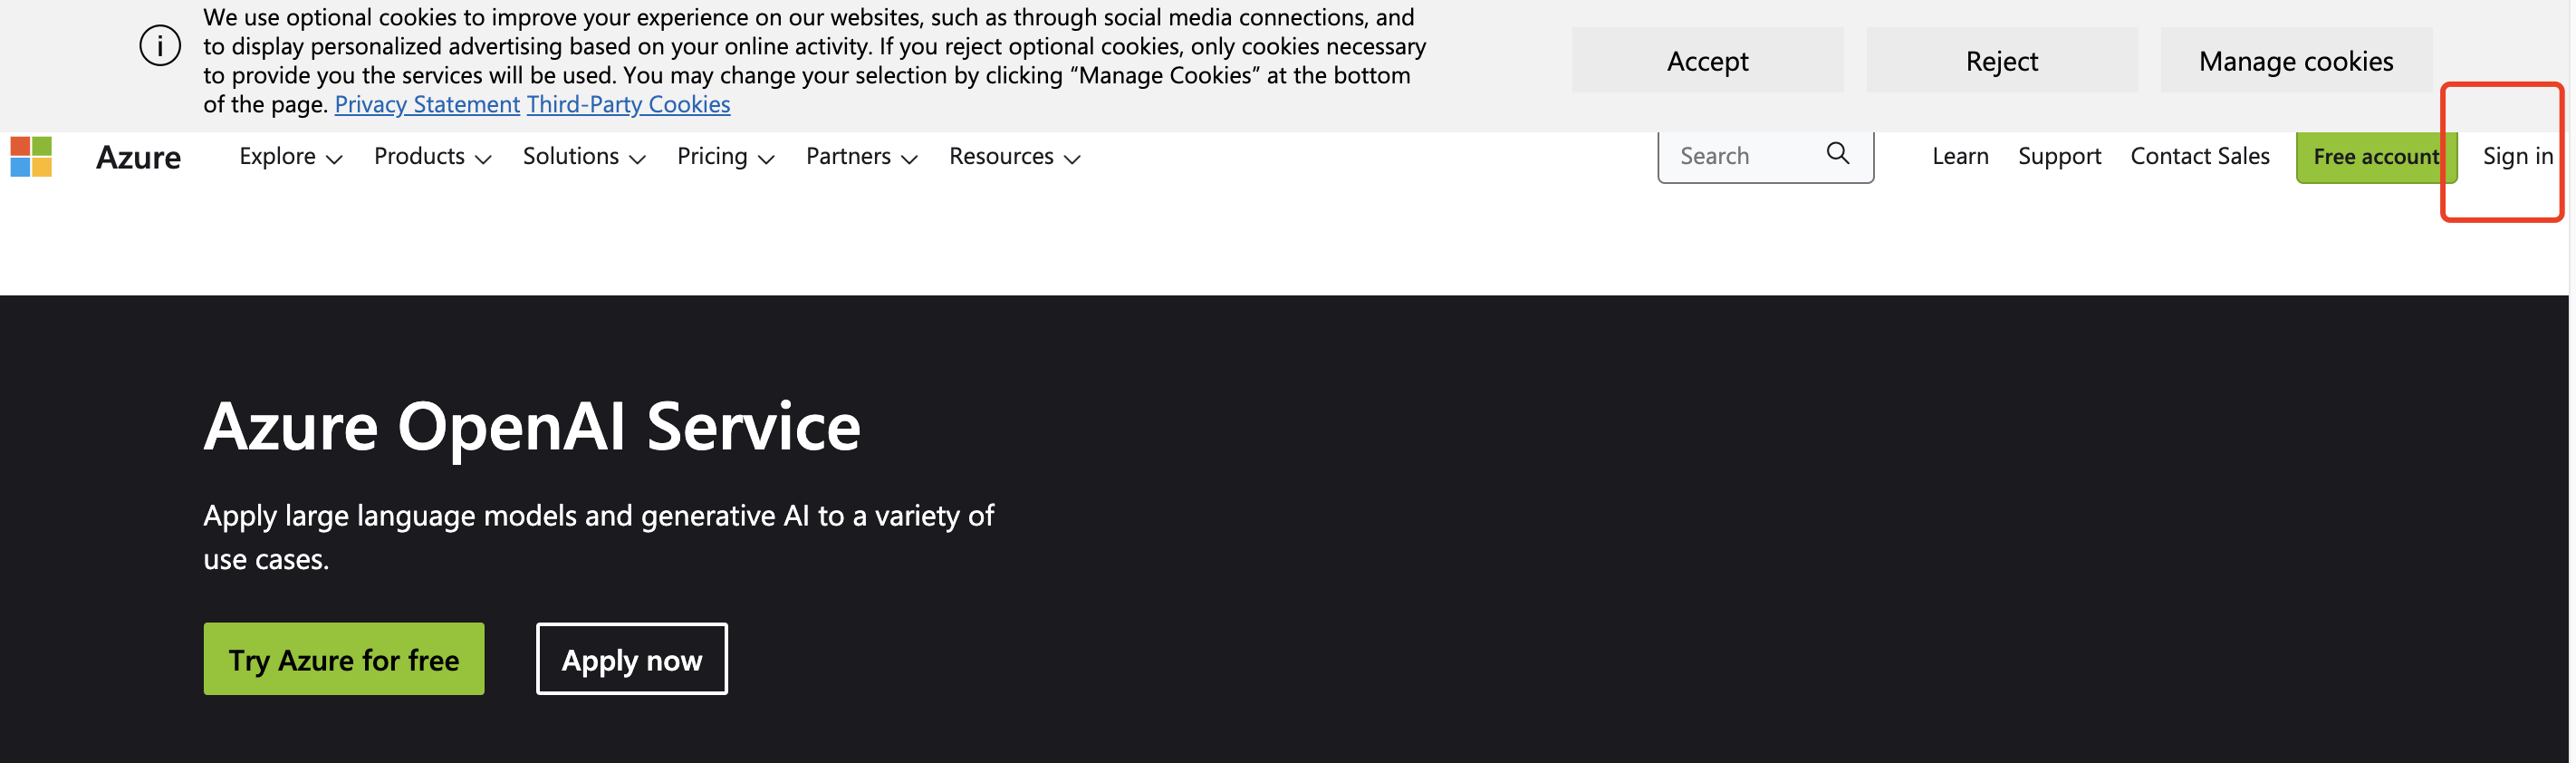 We use optional cookies to improve your experience on our websites, such as through social media connections, and
to display personalized advertising based on your online activity. If you reject optional cookies, only cookies necessary
to provide you the services will be used. You may change your selection by clicking “Manage Cookies” at the bottom
of the page. Privacy Statement Third-Party Cookies
Accept Reject Manage cookies
Azure Explore Products Solutions Pricing Partners Resources Search Learn Support Contact Sales Free account Sign in
Azure OpenAI Service
Apply large language models and generative AI to a variety of
use cases.
Try Azure for free Apply now